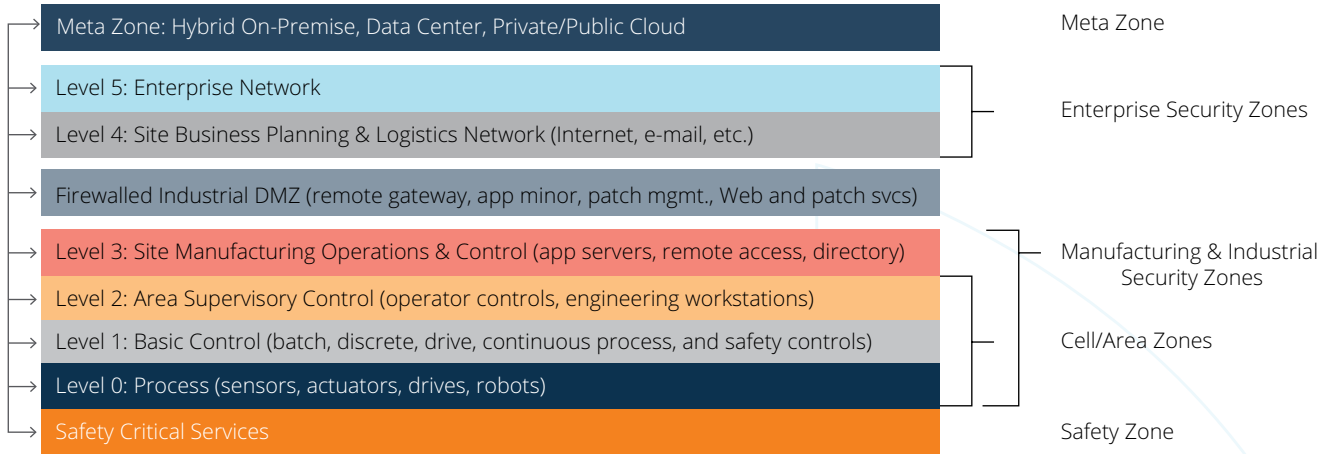 Meta Zone: Hybrid On-Premise, Data Center, Private/Public Cloud
Meta Zone
Level 5: Enterprise Network
Enterprise Security Zones
Level 4: Site Business Planning & Logistics Network (Internet, e-mail, etc.)
Firewalled Industrial DMZ (remote gateway, app minor, patch mgmt., Web and patch svcs)
Level 3: Site Manufacturing Operations & Control (app servers, remote access, directory)
Manufacturing & Industrial
Security Zones
Level 2: Area Supervisory Control (operator controls, engineering workstations)
Level 1: Basic Control (batch, discrete, drive, continuous process, and safety controls)
Cell/Area Zones
Level 0: Process (sensors, actuators, drives, robots)
Safety Critical Services
Safety Zone